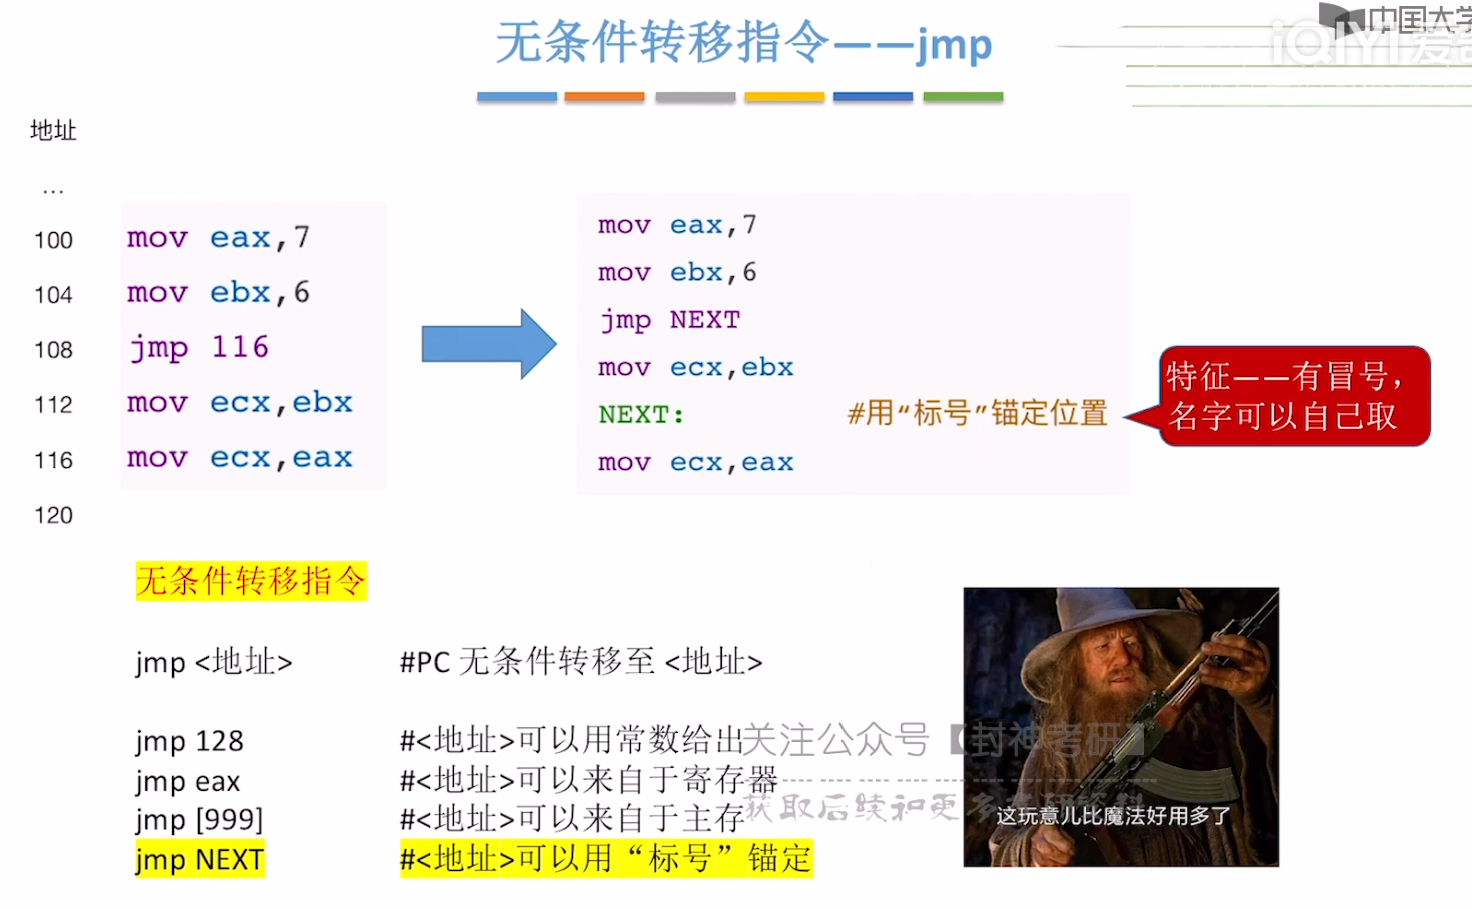 无条件转移指令——jmp
中国大学
iQIYI 爱奇
地址
...
100
mov eax,7
104
mov ebx,6
108
jmp 116
112
mov ecx,ebx
116
mov ecx,eax
120
mov eax,7
mov ebx,6
jmp NEXT
mov ecx,ebx
NEXT: #用“标号”锚定位置
mov ecx,eax
特征——有冒号，
名字可以自己取
无条件转移指令
jmp <地址> #PC 无条件转移至 <地址>
jmp 128 #<地址>可以用常数给出
jmp eax #<地址>可以来自于寄存器
jmp [999] #<地址>可以来自于主存
jmp NEXT #<地址>可以用“标号”锚定
关注公众号【封神考研】
获取后续和更多
这玩意儿比魔法好用多了